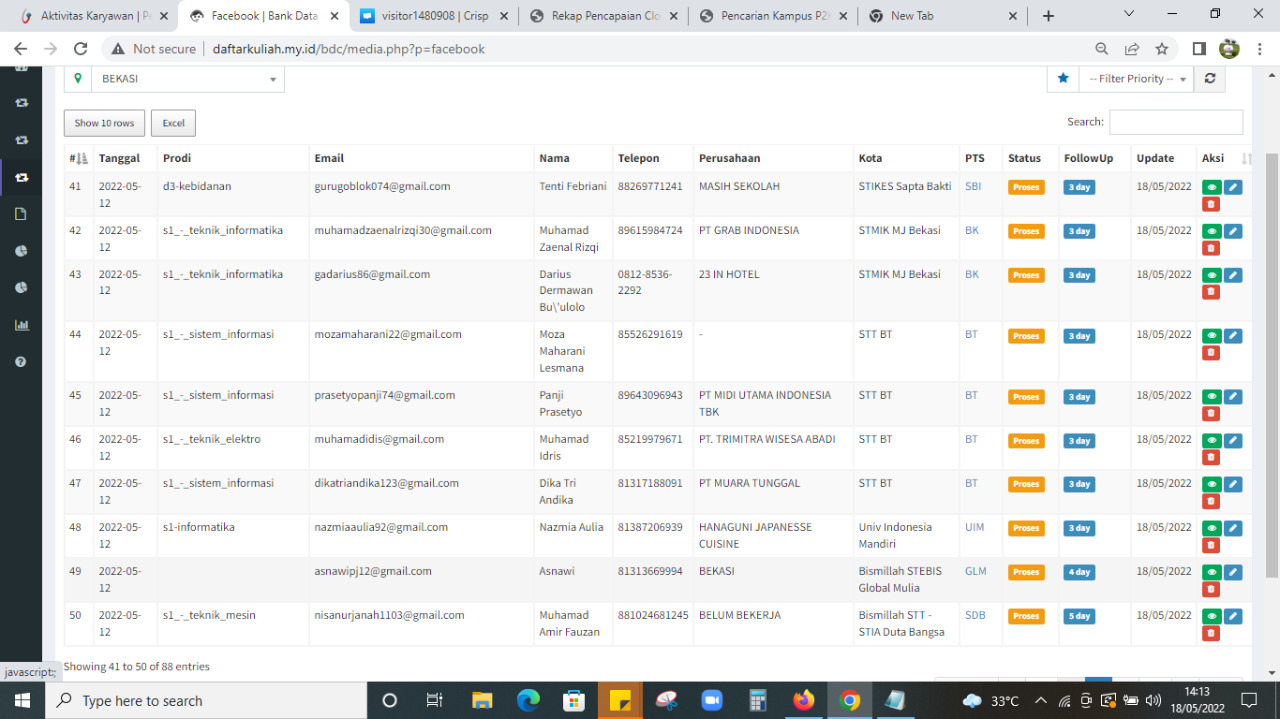 Aktivitas Karyawan | P
Facebook | Bank Data
visitor1480908 | Crisp
Rekap Pencapaian Clo
Pencarian Kampus P2K
New Tab
Not secure
daftarkuliah.my.id/bdc/media.php?p=facebook
BEKASI
-- Filter Priority --
Show 10 rows
Excel
Search:
# Tanggal Prodi Email Nama Telepon Perusahaan Kota PTS Status FollowUp Update Aksi
41 2022-05- d3-kebidanan gurugoblok074@gmail.com Tenti Febriani 88269771241 MASIH SEKOLAH STIKES Sapta Bakti SBI Proses 3 day 18/05/2022
12
42 2022-05- s1_-_teknik_informatika muhamadzaenalrizqi30@gmail.com Muhamad 89615984724 PT GRAB INDONESIA STMIK MJ Bekasi BK Proses 3 day 18/05/2022
12 Zaenal Rizqi
43 2022-05- s1_-_teknik_informatika gadarius86@gmail.com Darius 0812-8536- 23 IN HOTEL STMIK MJ Bekasi BK Proses 3 day 18/05/2022
12 Dermawan 2292
Bu\'ulolo
44 2022-05- s1_-_sistem_informasi mozamaharani22@gmail.com Moza 85526291619 - STT BT BT Proses 3 day 18/05/2022
12 Maharani
Lesmana
45 2022-05- s1_-_sistem_informasi prasetyopanji74@gmail.com Panji 89643096943 PT MIDI UTAMA INDONESIA STT BT BT Proses 3 day 18/05/2022
12 Prasetyo TBK
46 2022-05- s1_-_teknik_elektro muhamadidis@gmail.com Muhamad 85219979671 PT. TRIMITRA WISESA ABADI STT BT BT Proses 3 day 18/05/2022
12 Idris
47 2022-05- s1_-_sistem_informasi dikatriandika123@gmail.com Dika Tri 81317188091 PT MUARA TUNGGAL STT BT BT Proses 3 day 18/05/2022
12 Andika
48 2022-05- s1-informatika nazmiaaulia92@gmail.com Nazmia Aulia 81387206939 HANAGUNI JAPANESSE Univ Indonesia UIM Proses 3 day 18/05/2022
12 CUISINE Mandiri
49 2022-05- asnawipj12@gmail.com Asnawi 81313669994 BEKASI Bismillah STEBIS GLM Proses 4 day 18/05/2022
12 Global Mulia
50 2022-05- s1_-_teknik_mesin nisanurjanah1103@gmail.com Muhamad 881024681245 BELUM BEKERJA Bismillah STT - SDB Proses 5 day 18/05/2022
12 Amir Fauzan STIA Duta Bangsa
Showing 41 to 50 of 88 entries
javascript:;
Type here to search
33°C
14:13
18/05/2022